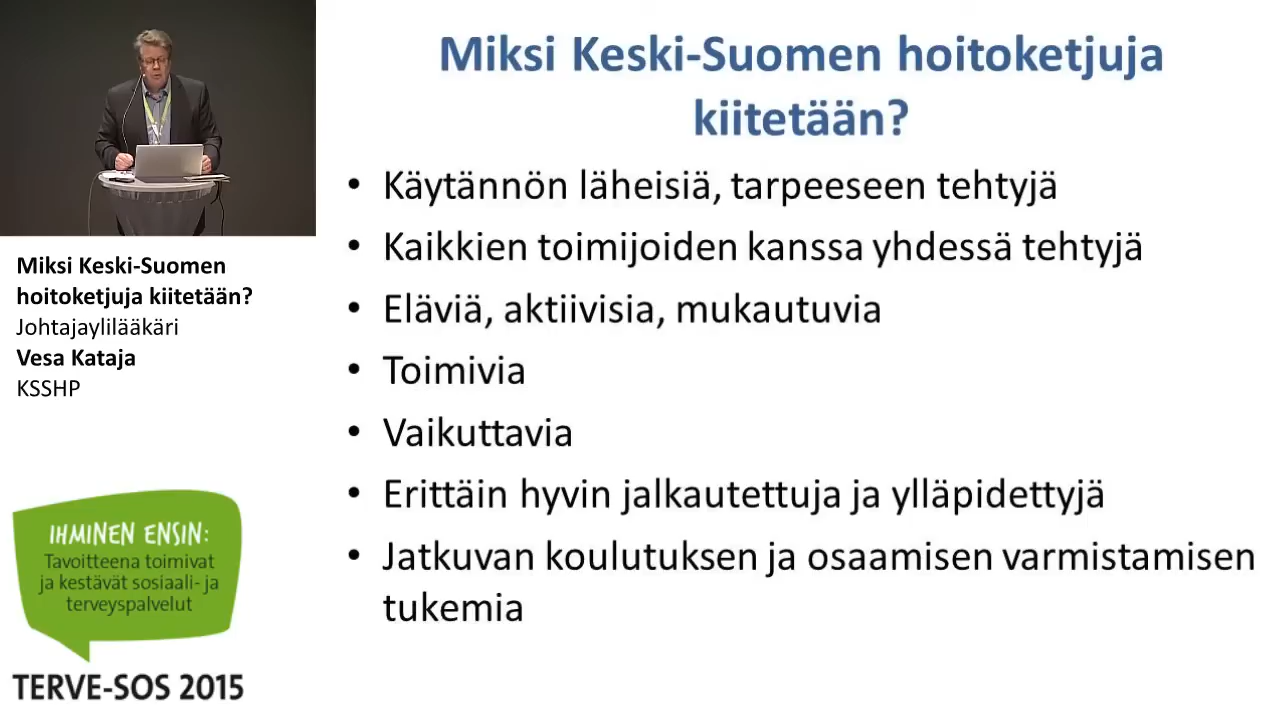 Miksi Keski-Suomen hoitoketjuja
kiitetään?
• Käytännön läheisiä, tarpeeseen tehtyjä
• Kaikkien toimijoiden kanssa yhdessä tehtyjä
• Eläviä, aktiivisia, mukautuvia
• Toimivia
• Vaikuttavia
• Erittäin hyvin jalkautettuja ja ylläpidettyjä
• Jatkuvan koulutuksen ja osaamisen varmistamisen
tukemia
Miksi Keski-Suomen
hoitoketjuja kiitetään?
Johtajaylilääkäri
Vesa Kataja
KSSHP
IHMINEN ENSIN:
Tavoitteena toimivat
ja kestävät sosiaali- ja
terveyspalvelut
TERVE-SOS 2015